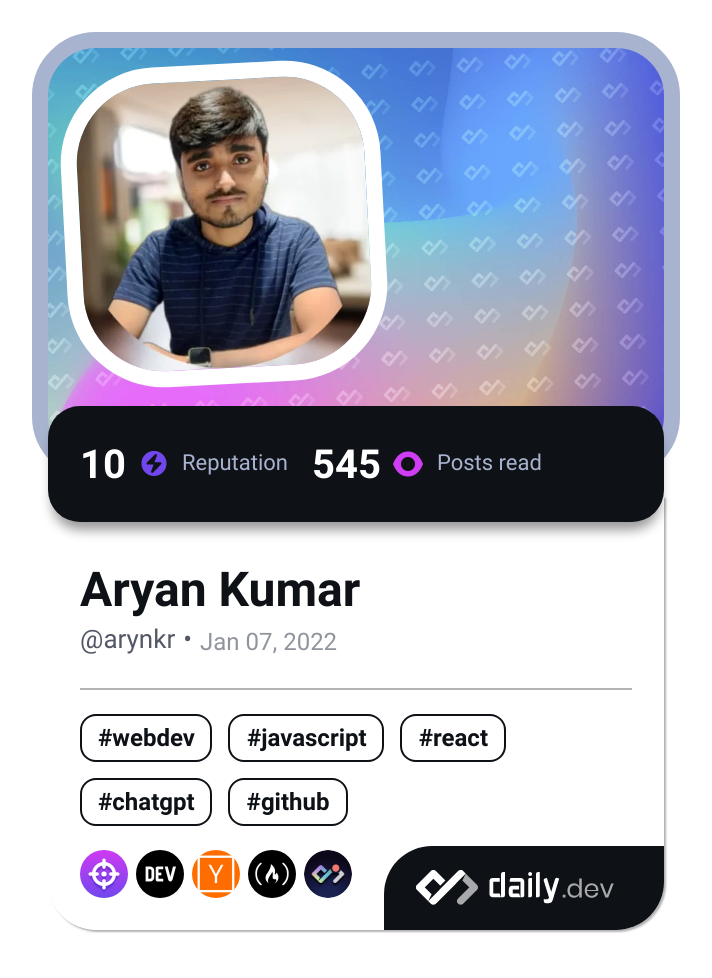 10 Reputation 545 Posts read
Aryan Kumar
@arynkr • Jan 07, 2022
#webdev #javascript #react
#chatgpt #github
DEV Y
daily.dev